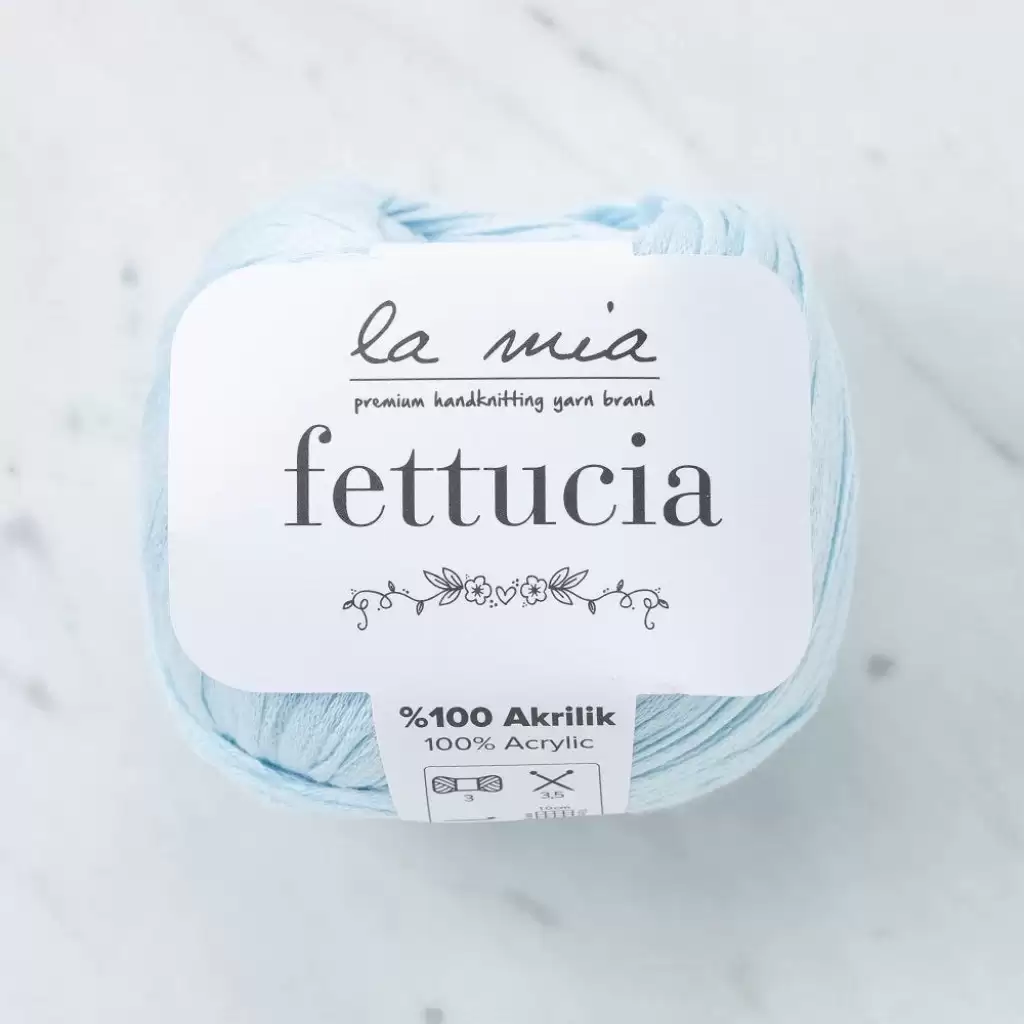 la mia
premium handknitting yarn brand
fettucia
%100 Akrilik
100% Acrylic
3
3,5
10cm